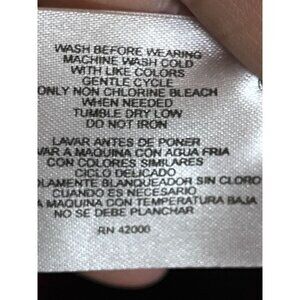 WASH BEFORE WEARING
MACHINE WASH COLD
WITH LIKE COLORS
GENTLE CYCLE
ONLY NON CHLORINE BLEACH
WHEN NEEDED
TUMBLE DRY LOW
DO NOT IRON
LAVAR ANTES DE PONER
VAR A MAQUINA CON AGUA FRIA
CON COLORES SIMILARES
CICLO DELICADO
OLAMENTE BLANQUEADOR SIN CLORO
CUANDO ES NECESARIO
A MAQUINA CON TEMPERATURA BAJA
NO SE DEBE PLANCHAR
RN 42000